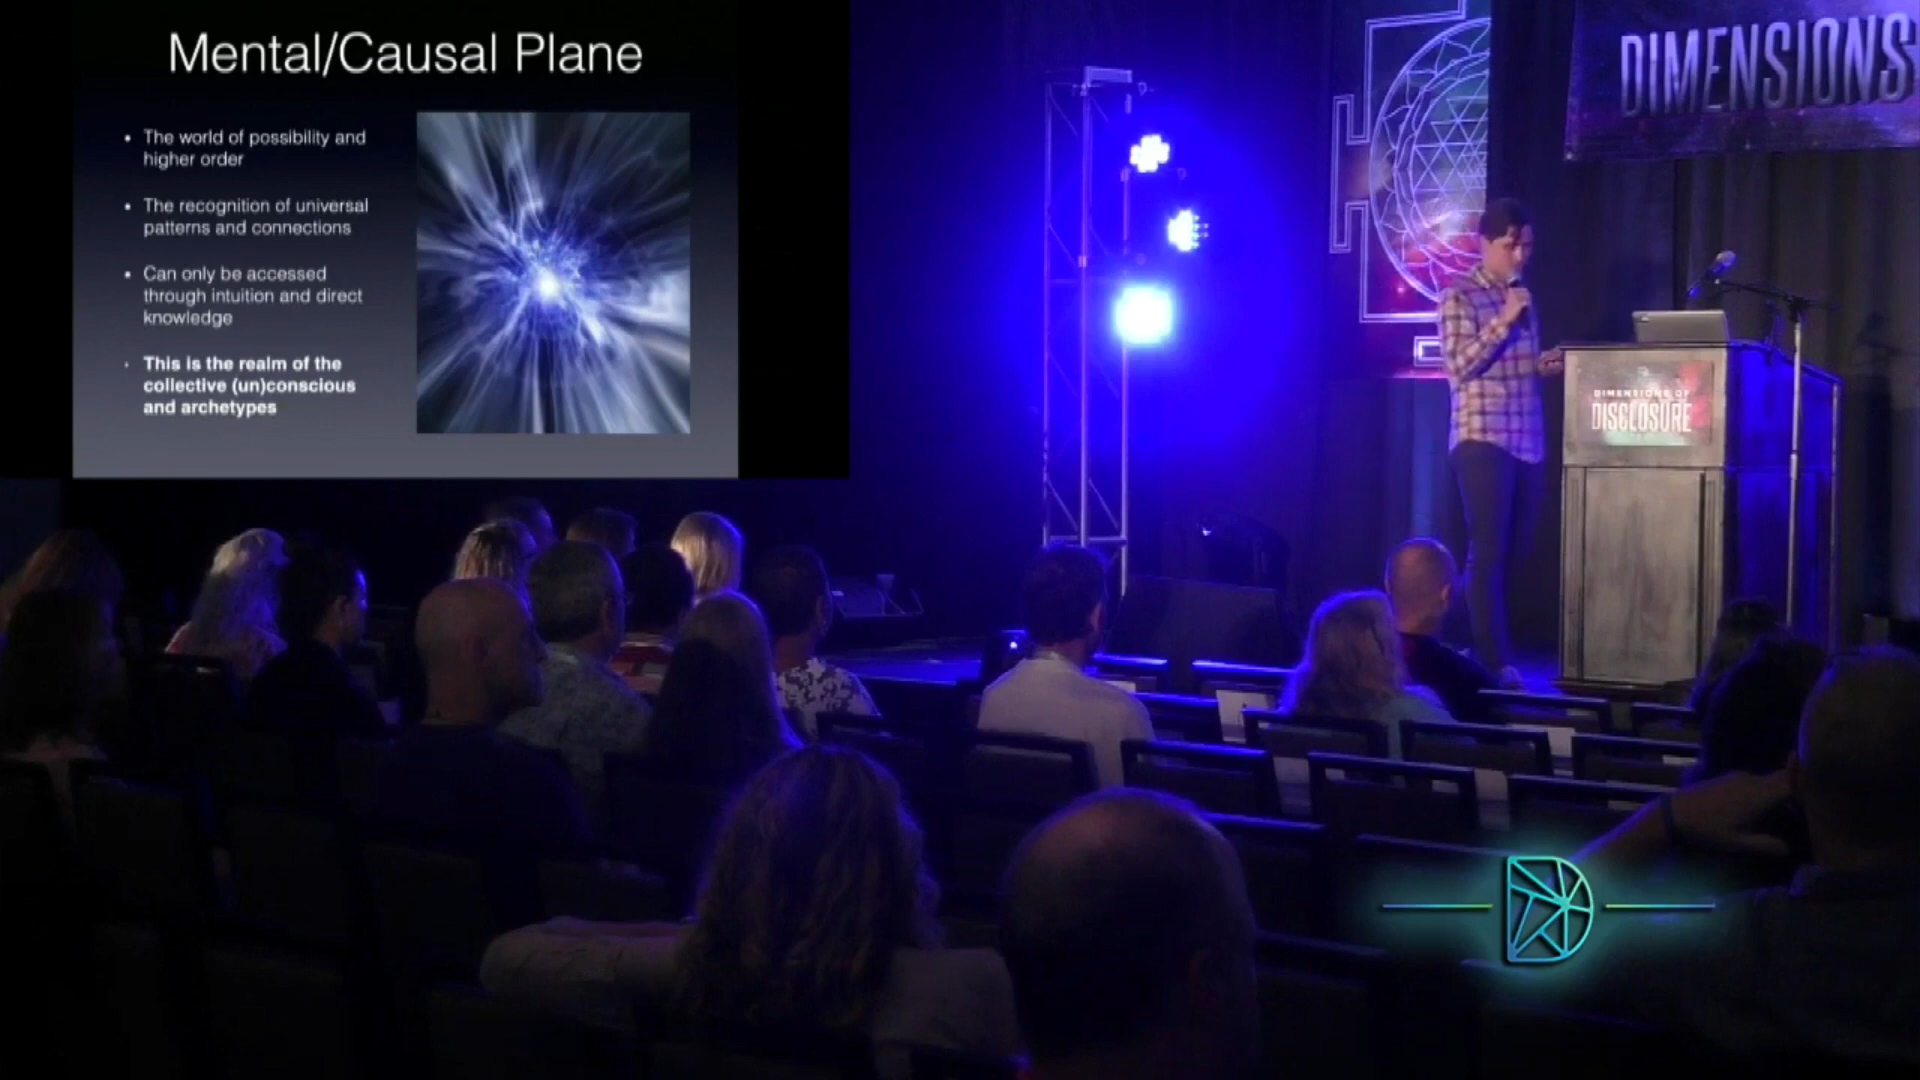 Mental/Causal Plane
• The world of possibility and
higher order
• The recognition of universal
patterns and connections
• Can only be accessed
through intuition and direct
knowledge
• This is the realm of the
collective (un)conscious
and archetypes
DIMENSIONS
DIMENSIONS OF
DISCLOSURE
D